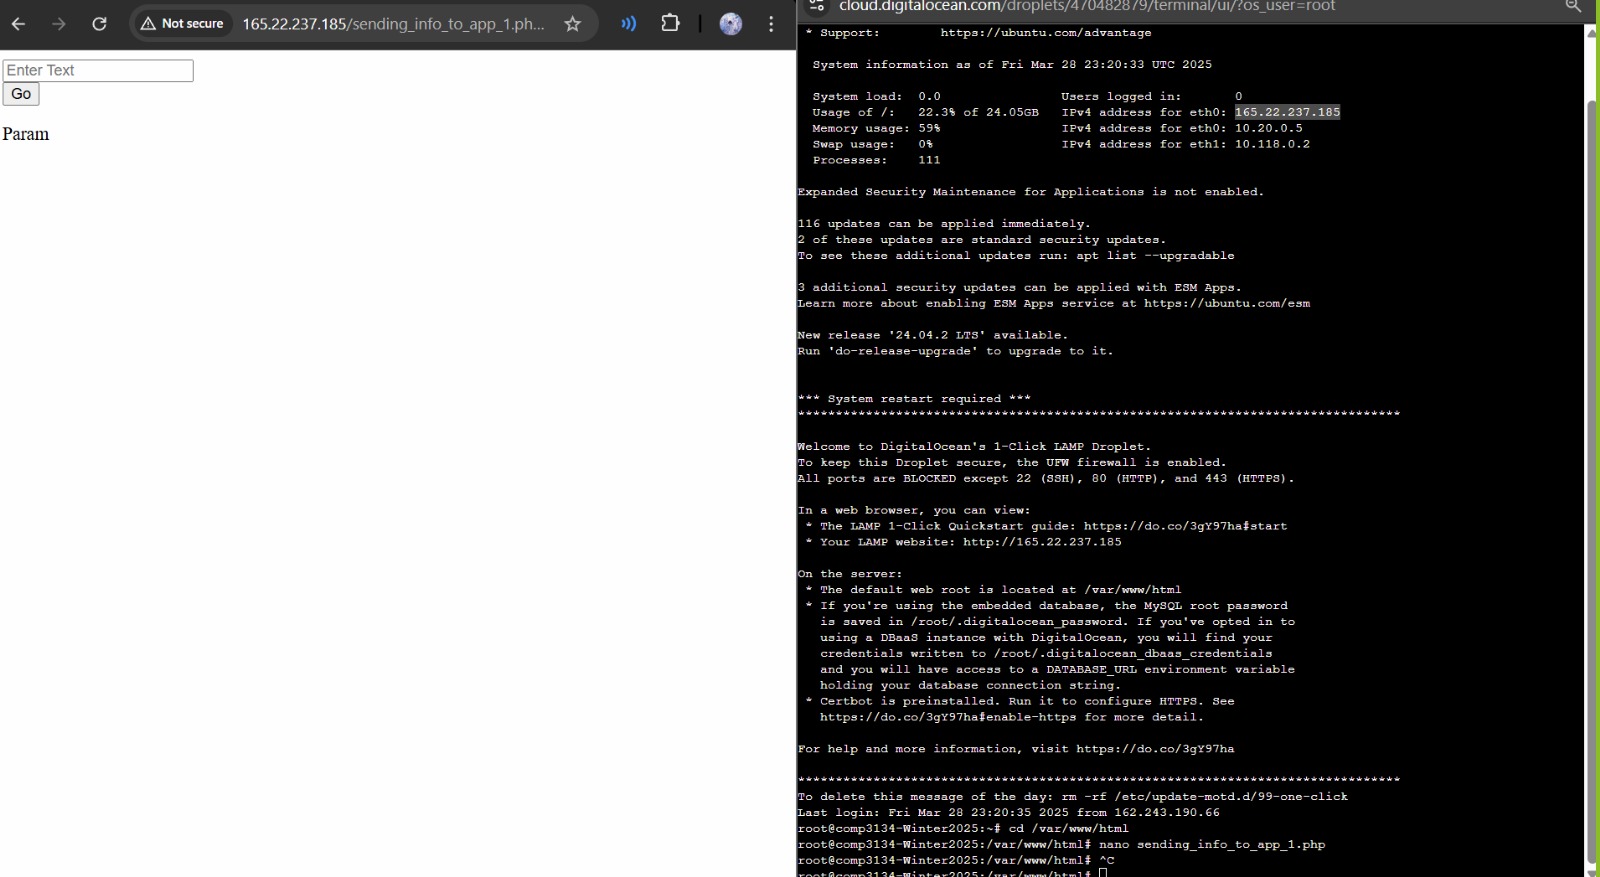 Not secure 165.22.237.185/sending_info_to_app_1.ph...
Enter Text
Go
Param
cloud.digitalocean.com/droplets/470482879/terminal/ui/?os_user=root
* Support: https://ubuntu.com/advantage
System information as of Fri Mar 28 23:20:33 UTC 2025
System load: 0.0 Users logged in: 0
Usage of /: 22.3% of 24.05GB IPv4 address for eth0: 165.22.237.185
Memory usage: 59% IPv4 address for eth0: 10.20.0.5
Swap usage: 0% IPv4 address for eth1: 10.118.0.2
Processes: 111
Expanded Security Maintenance for Applications is not enabled.
116 updates can be applied immediately.
2 of these updates are standard security updates.
To see these additional updates run: apt list --upgradable
3 additional security updates can be applied with ESM Apps.
Learn more about enabling ESM Apps service at https://ubuntu.com/esm
New release '24.04.2 LTS' available.
Run 'do-release-upgrade' to upgrade to it.
*** System restart required ***
********************************************************************************
Welcome to DigitalOcean's 1-Click LAMP Droplet.
To keep this Droplet secure, the UFW firewall is enabled.
All ports are BLOCKED except 22 (SSH), 80 (HTTP), and 443 (HTTPS).
In a web browser, you can view:
* The LAMP 1-Click Quickstart guide: https://do.co/3gY97ha#start
* Your LAMP website: http://165.22.237.185
On the server:
* The default web root is located at /var/www/html
* If you're using the embedded database, the MySQL root password
is saved in /root/.digitalocean_password. If you've opted in to
using a DBaaS instance with DigitalOcean, you will find your
credentials written to /root/.digitalocean_dbaas_credentials
and you will have access to a DATABASE_URL environment variable
holding your database connection string.
* Certbot is preinstalled. Run it to configure HTTPS. See
https://do.co/3gY97ha#enable-https for more detail.
For help and more information, visit https://do.co/3gY97ha
********************************************************************************
To delete this message of the day: rm -rf /etc/update-motd.d/99-one-click
Last login: Fri Mar 28 23:20:35 2025 from 162.243.190.66
root@comp3134-Winter2025:~# cd /var/www/html
root@comp3134-Winter2025:/var/www/html# nano sending_info_to_app_1.php
root@comp3134-Winter2025:/var/www/html# ^C
root@comp3134-Winter2025:/var/www/html#